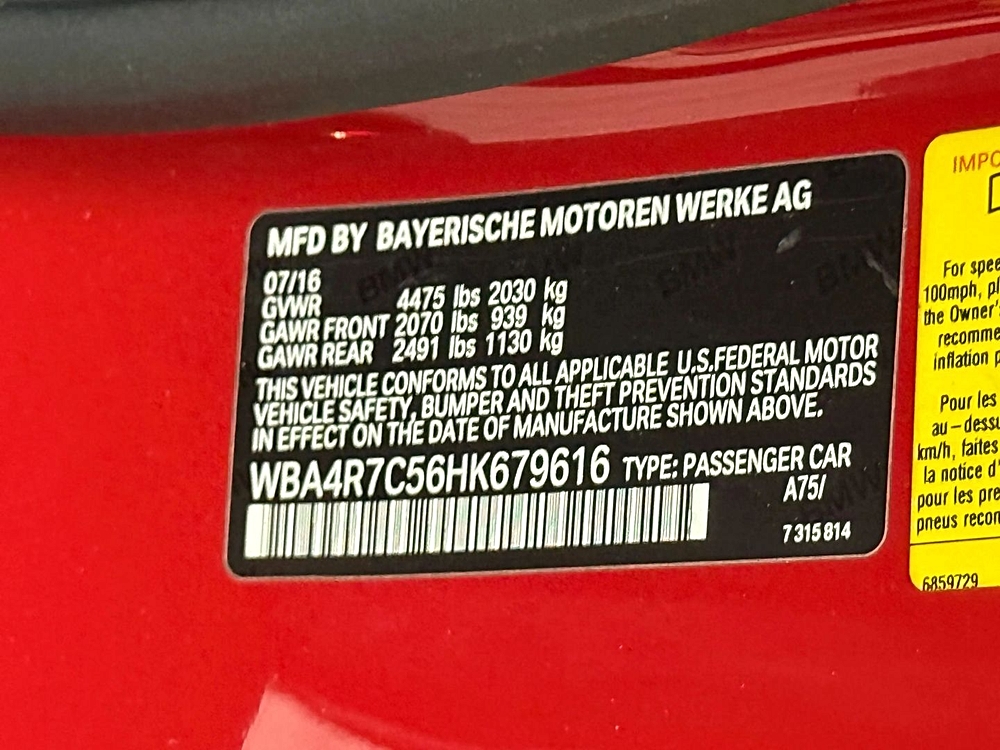 MFD BY BAYERISCHE MOTOREN WERKE AG
07/16
GVWR 4475 lbs 2030 kg
GAWR FRONT 2070 lbs 939 kg
GAWR REAR 2491 lbs 1130 kg
THIS VEHICLE CONFORMS TO ALL APPLICABLE U.S.FEDERAL MOTOR
VEHICLE SAFETY, BUMPER AND THEFT PREVENTION STANDARDS
IN EFFECT ON THE DATE OF MANUFACTURE SHOWN ABOVE.
WBA4R7C56HK679616 TYPE: PASSENGER CAR
A75/
7 315 814
IMPO
For spee
100mph, pl
the Owner's
recomme
inflation p
Pour les
au-dessu
km/h, faites
la notice d'
pour les pre
pneus recon
6859729